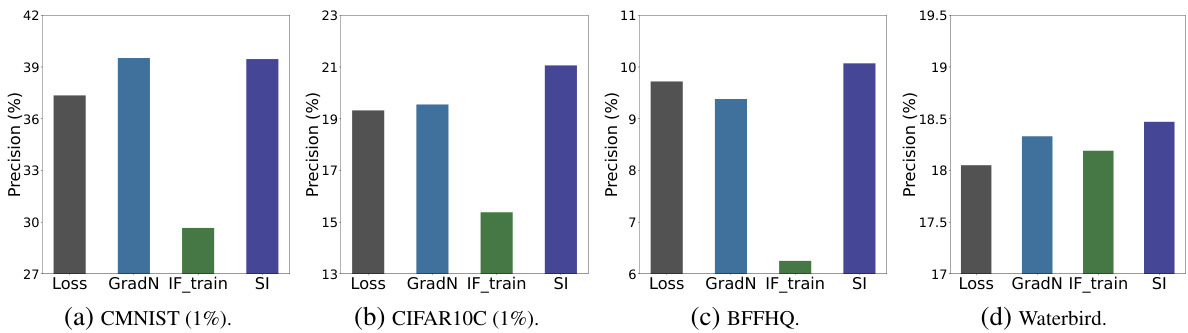 Precision (%)
42
39
36
33
30
27
Loss GradN IF_train SI
(a) CMNIST (1%).
Precision (%)
23
21
19
17
15
13
Loss GradN IF_train SI
(b) CIFAR10C (1%).
Precision (%)
11
10
9
8
7
6
Loss GradN IF_train SI
(c) BFFHQ.
Precision (%)
19.5
19
18.5
18
17.5
17
Loss GradN IF_train SI
(d) Waterbird.